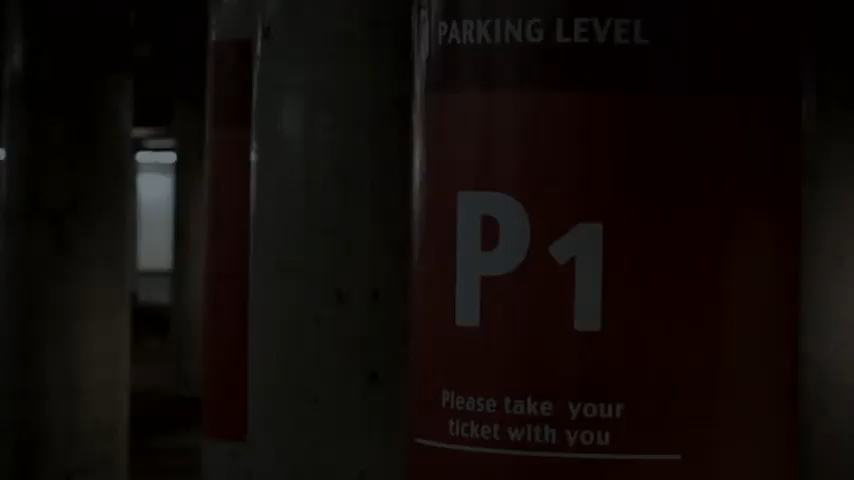 PARKING LEVEL
P1
Please take your
ticket with you